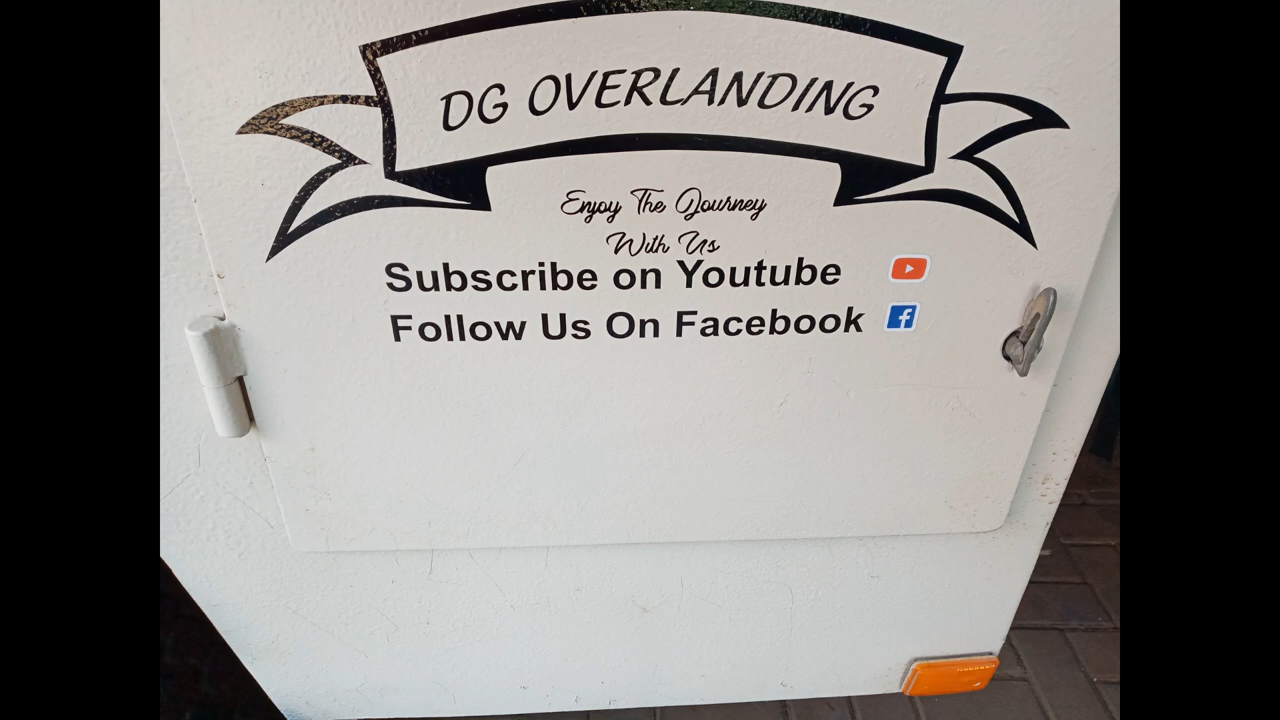 DG OVERLANDING
Enjoy The Journey
With Us
Subscribe on Youtube
Follow Us On Facebook